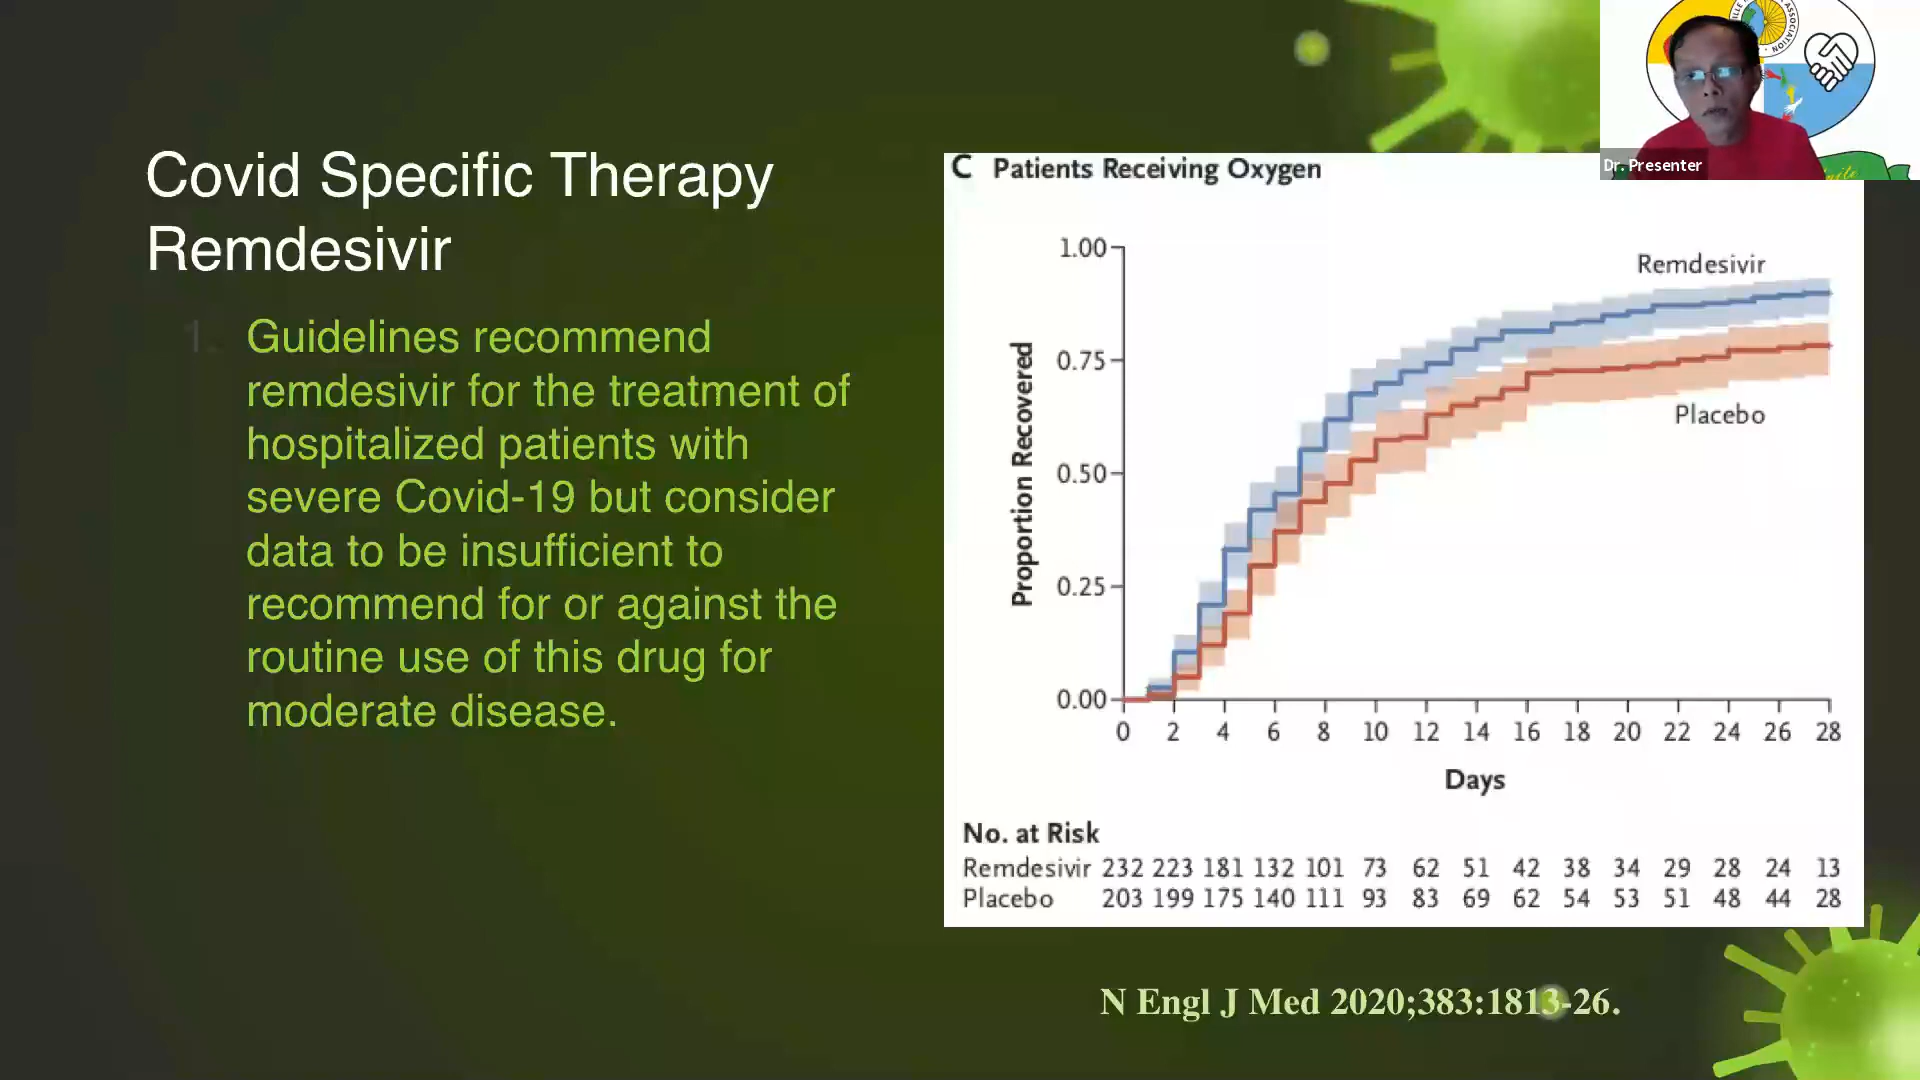 Covid Specific Therapy
Remdesivir
1. Guidelines recommend
remdesivir for the treatment of
hospitalized patients with
severe Covid-19 but consider
data to be insufficient to
recommend for or against the
routine use of this drug for
moderate disease.
ASSOCIATION
Dr. Presenter
C Patients Receiving Oxygen
1.00
0.75
0.50
0.25
0.00
Proportion Recovered
Remdesivir
Placebo
0 2 4 6 8 10 12 14 16 18 20 22 24 26 28
Days
No. at Risk
Remdesivir 232 223 181 132 101 73 62 51 42 38 34 29 28 24 13
Placebo 203 199 175 140 111 93 83 69 62 54 53 51 48 44 28
N Engl J Med 2020;383:1813-26.